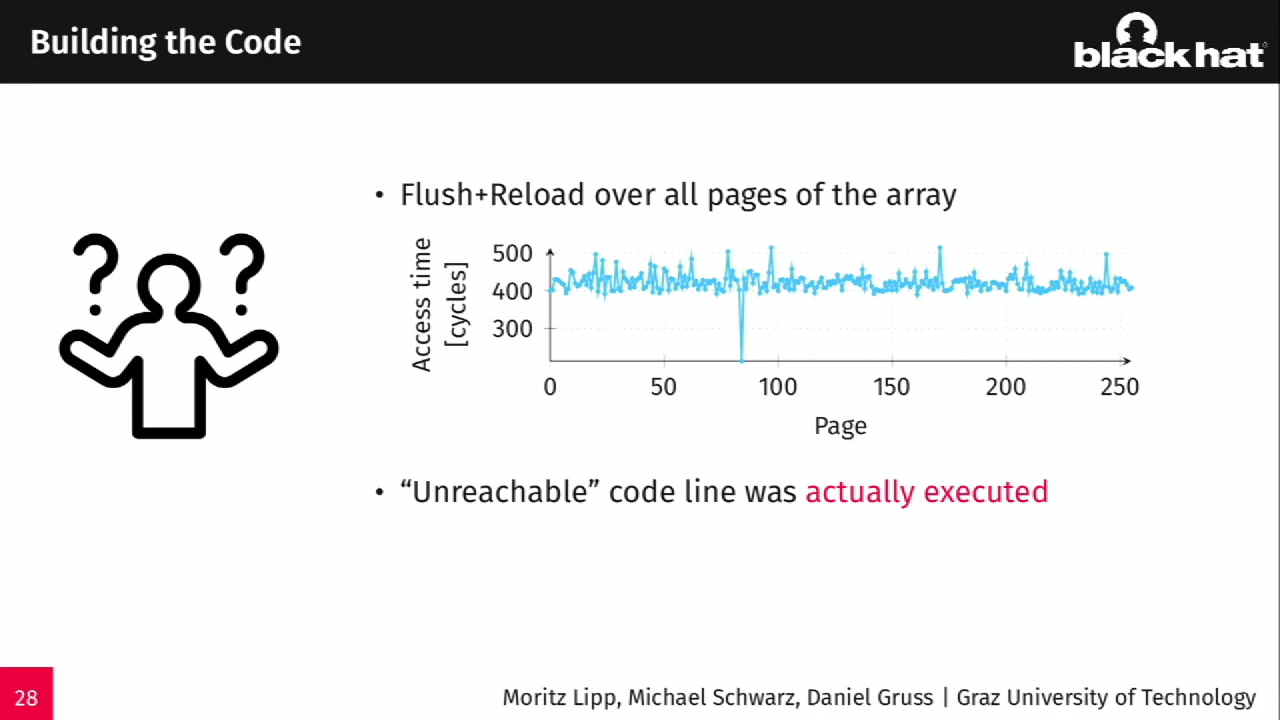 Building the Code
black hat
• Flush+Reload over all pages of the array
Access time
[cycles]
500
400
300
0 50 100 150 200 250
Page
• “Unreachable” code line was actually executed
? ?
28
Moritz Lipp, Michael Schwarz, Daniel Gruss | Graz University of Technology